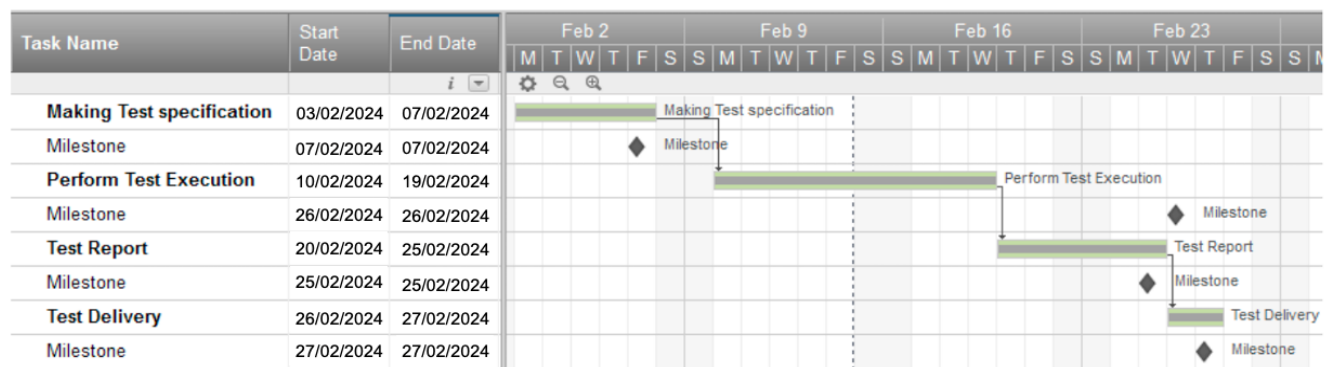 Task Name Start Date End Date Feb 2 Feb 9 Feb 16 Feb 23
M T W T F S S M T W T F S S M T W T F S S M T W T F S S M
i
Making Test specification 03/02/2024 07/02/2024 Making Test specification
Milestone 07/02/2024 07/02/2024 Milestone
Perform Test Execution 10/02/2024 19/02/2024 Perform Test Execution
Milestone 26/02/2024 26/02/2024 Milestone
Test Report 20/02/2024 25/02/2024 Test Report
Milestone 25/02/2024 25/02/2024 Milestone
Test Delivery 26/02/2024 27/02/2024 Test Delivery
Milestone 27/02/2024 27/02/2024 Milestone